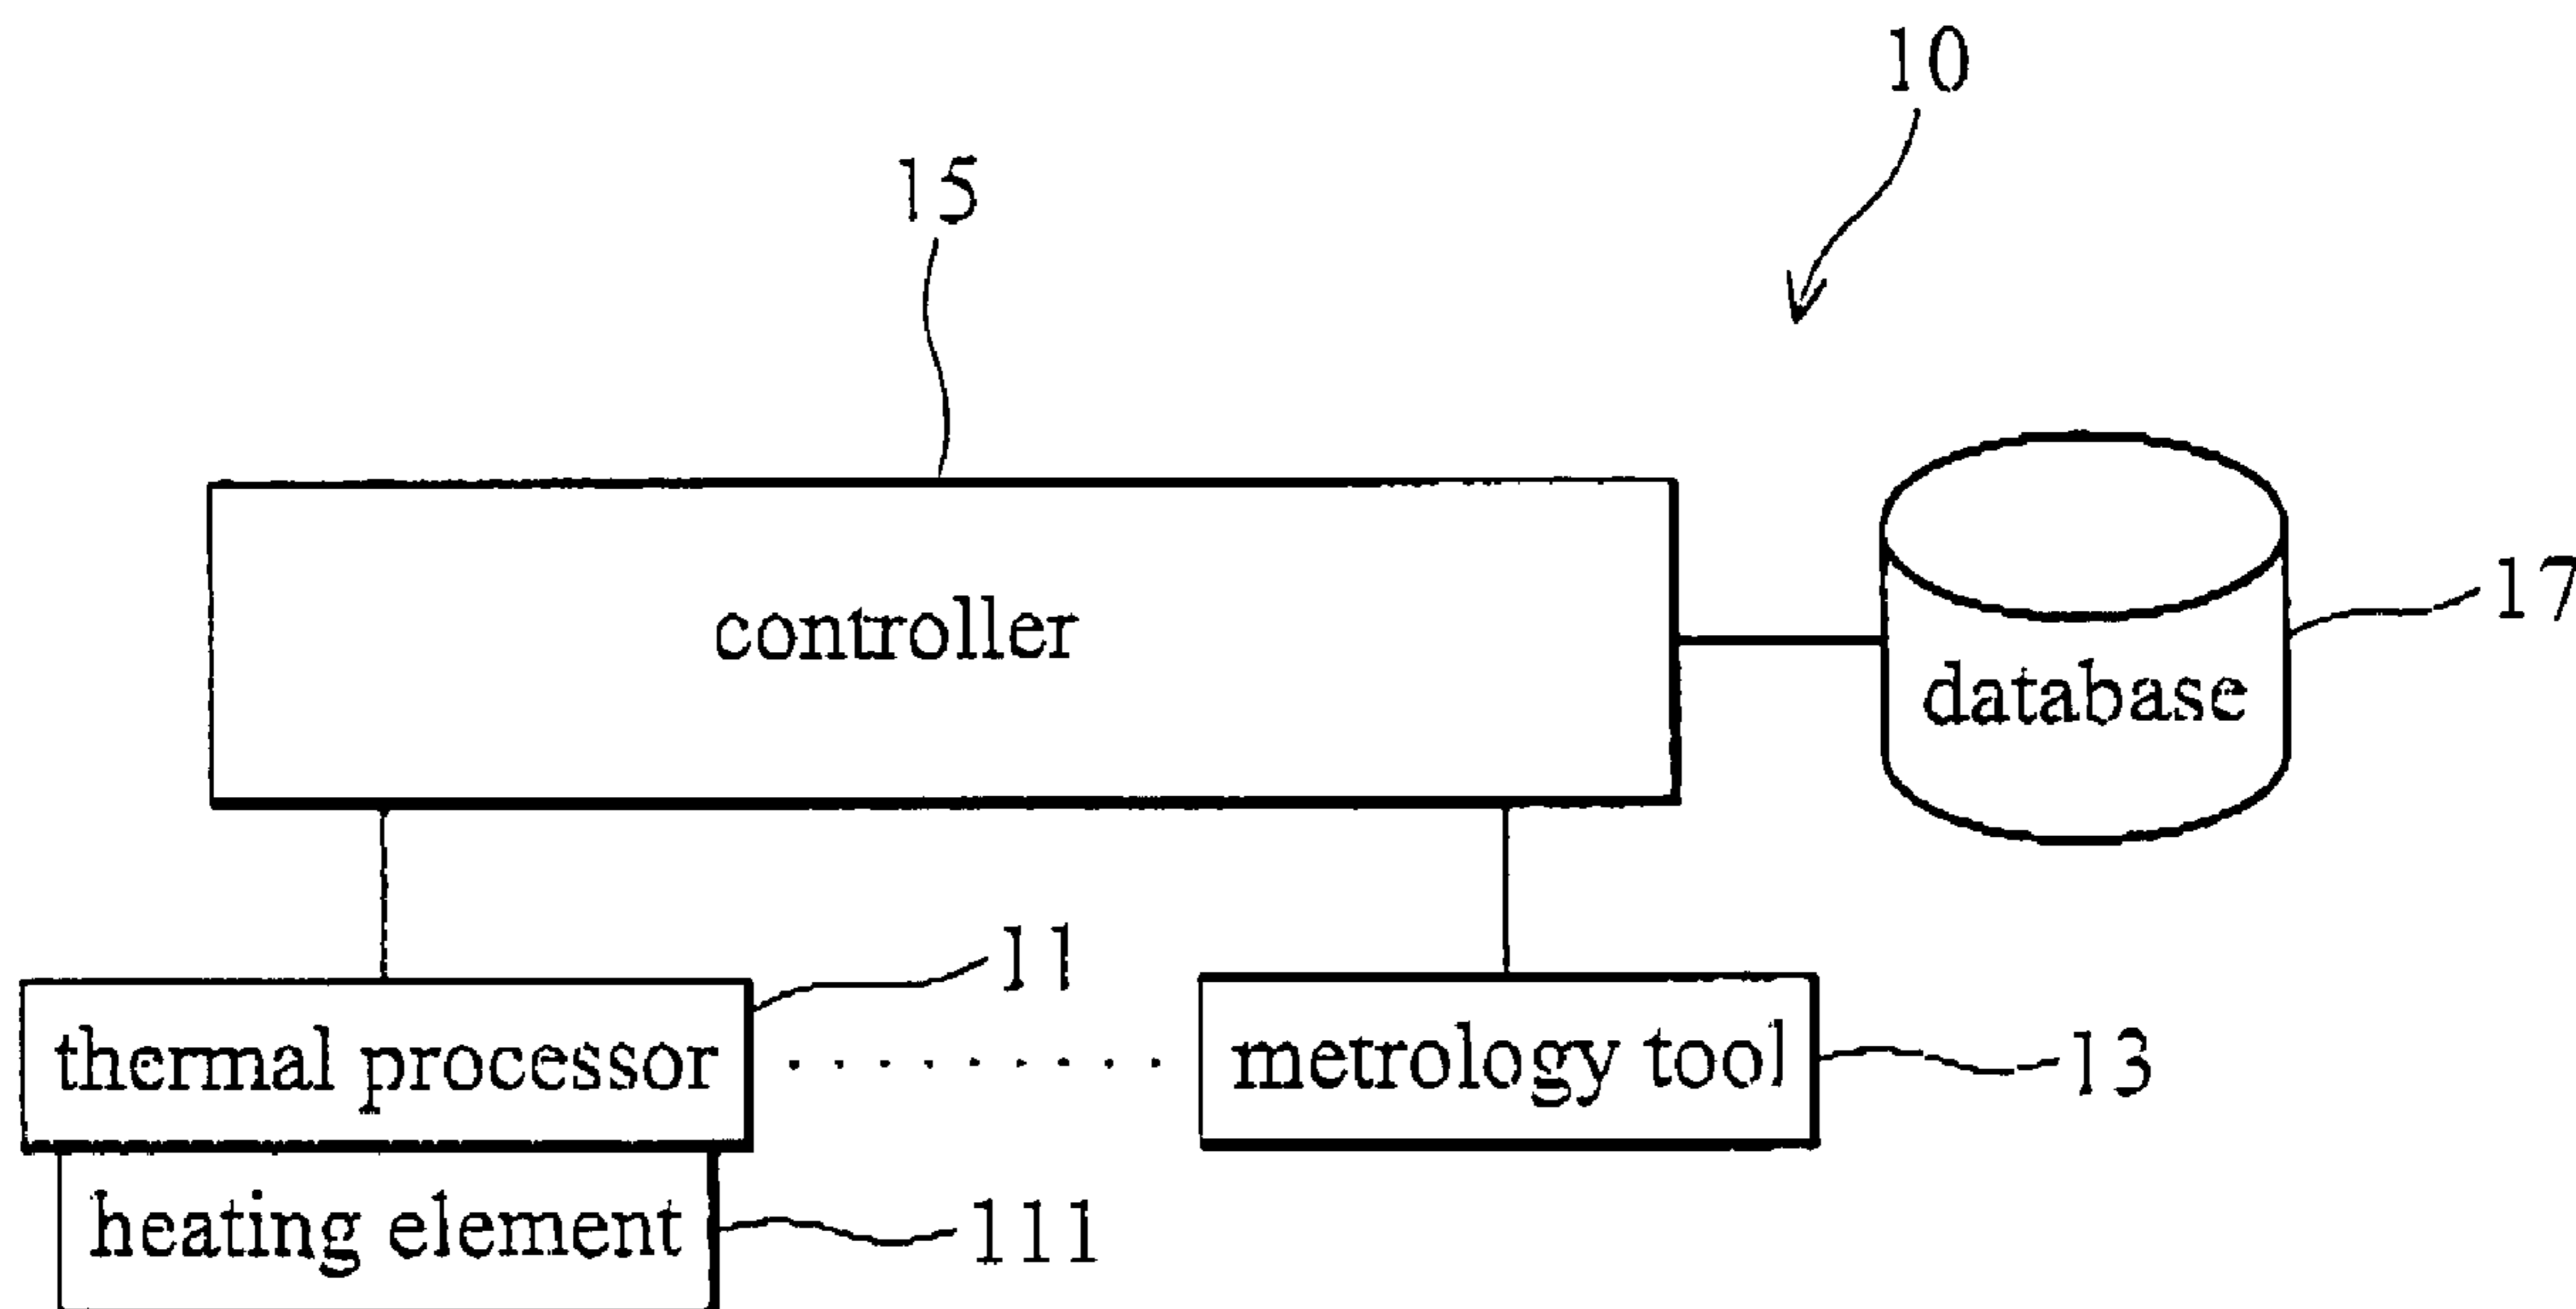 10
15
controller
17
database
11
thermal processor
metrology tool
13
heating element
111